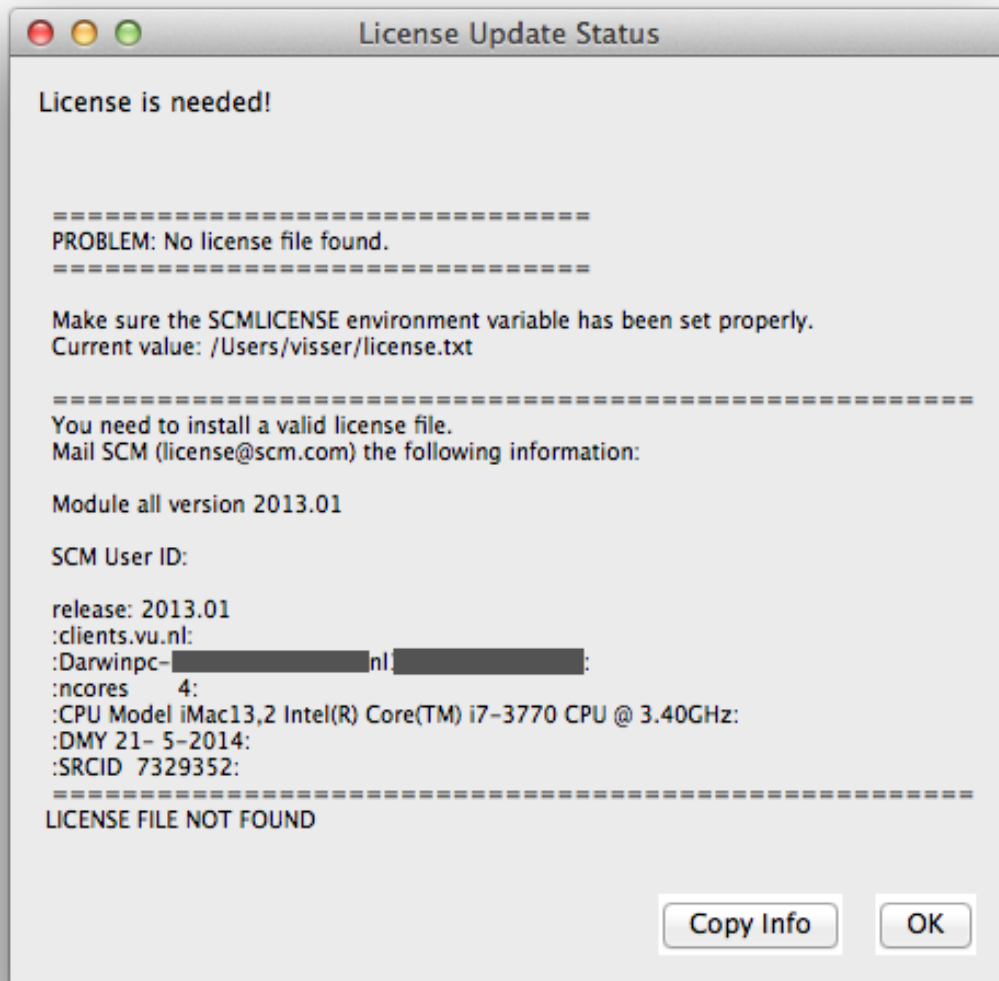 License Update Status
License is needed!
===============================
PROBLEM: No license file found.
===============================
Make sure the SCMLICENSE environment variable has been set properly.
Current value: /Users/visser/license.txt
=====================================================
You need to install a valid license file.
Mail SCM (license@scm.com) the following information:
Module all version 2013.01
SCM User ID:
release: 2013.01
:clients.vu.nl:
:Darwinpc- nl :
:ncores 4:
:CPU Model iMac13,2 Intel(R) Core(TM) i7-3770 CPU @ 3.40GHz:
:DMY 21- 5-2014:
:SRCID 7329352:
=====================================================
LICENSE FILE NOT FOUND
Copy Info OK